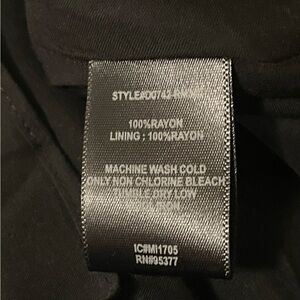 100%RAYON
LINING : 100%RAYON
MACHINE WASH COLD
ONLY NON CHLORINE BLEACH
TUMBLE DRY LOW
IC#MI1705
RN#95377